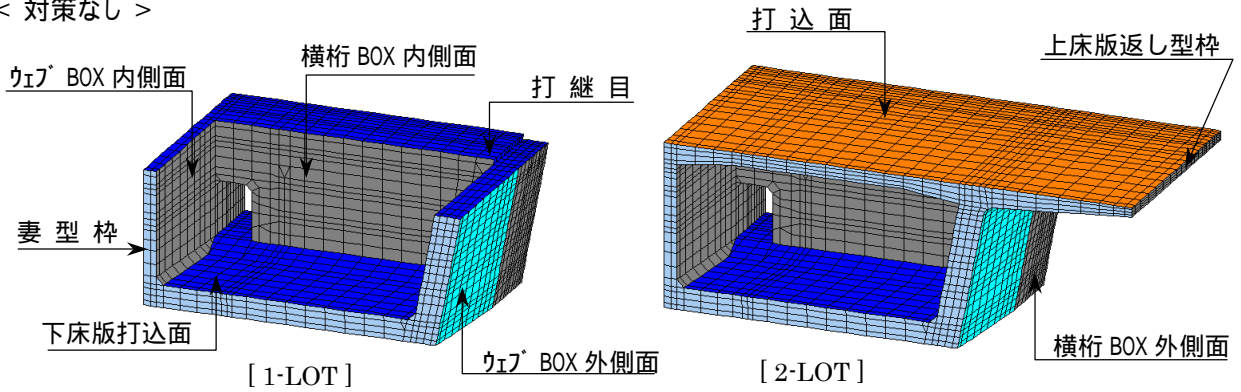 < 対策なし >
打 込 面
上床版返し型枠
横桁 BOX 内側面
ｳｪﾌﾞ BOX 内側面
打 継 目
妻 型 枠
下床版打込面
ｳｪﾌﾞ BOX 外側面
横桁 BOX 外側面
[ 1-LOT ]
[ 2-LOT ]